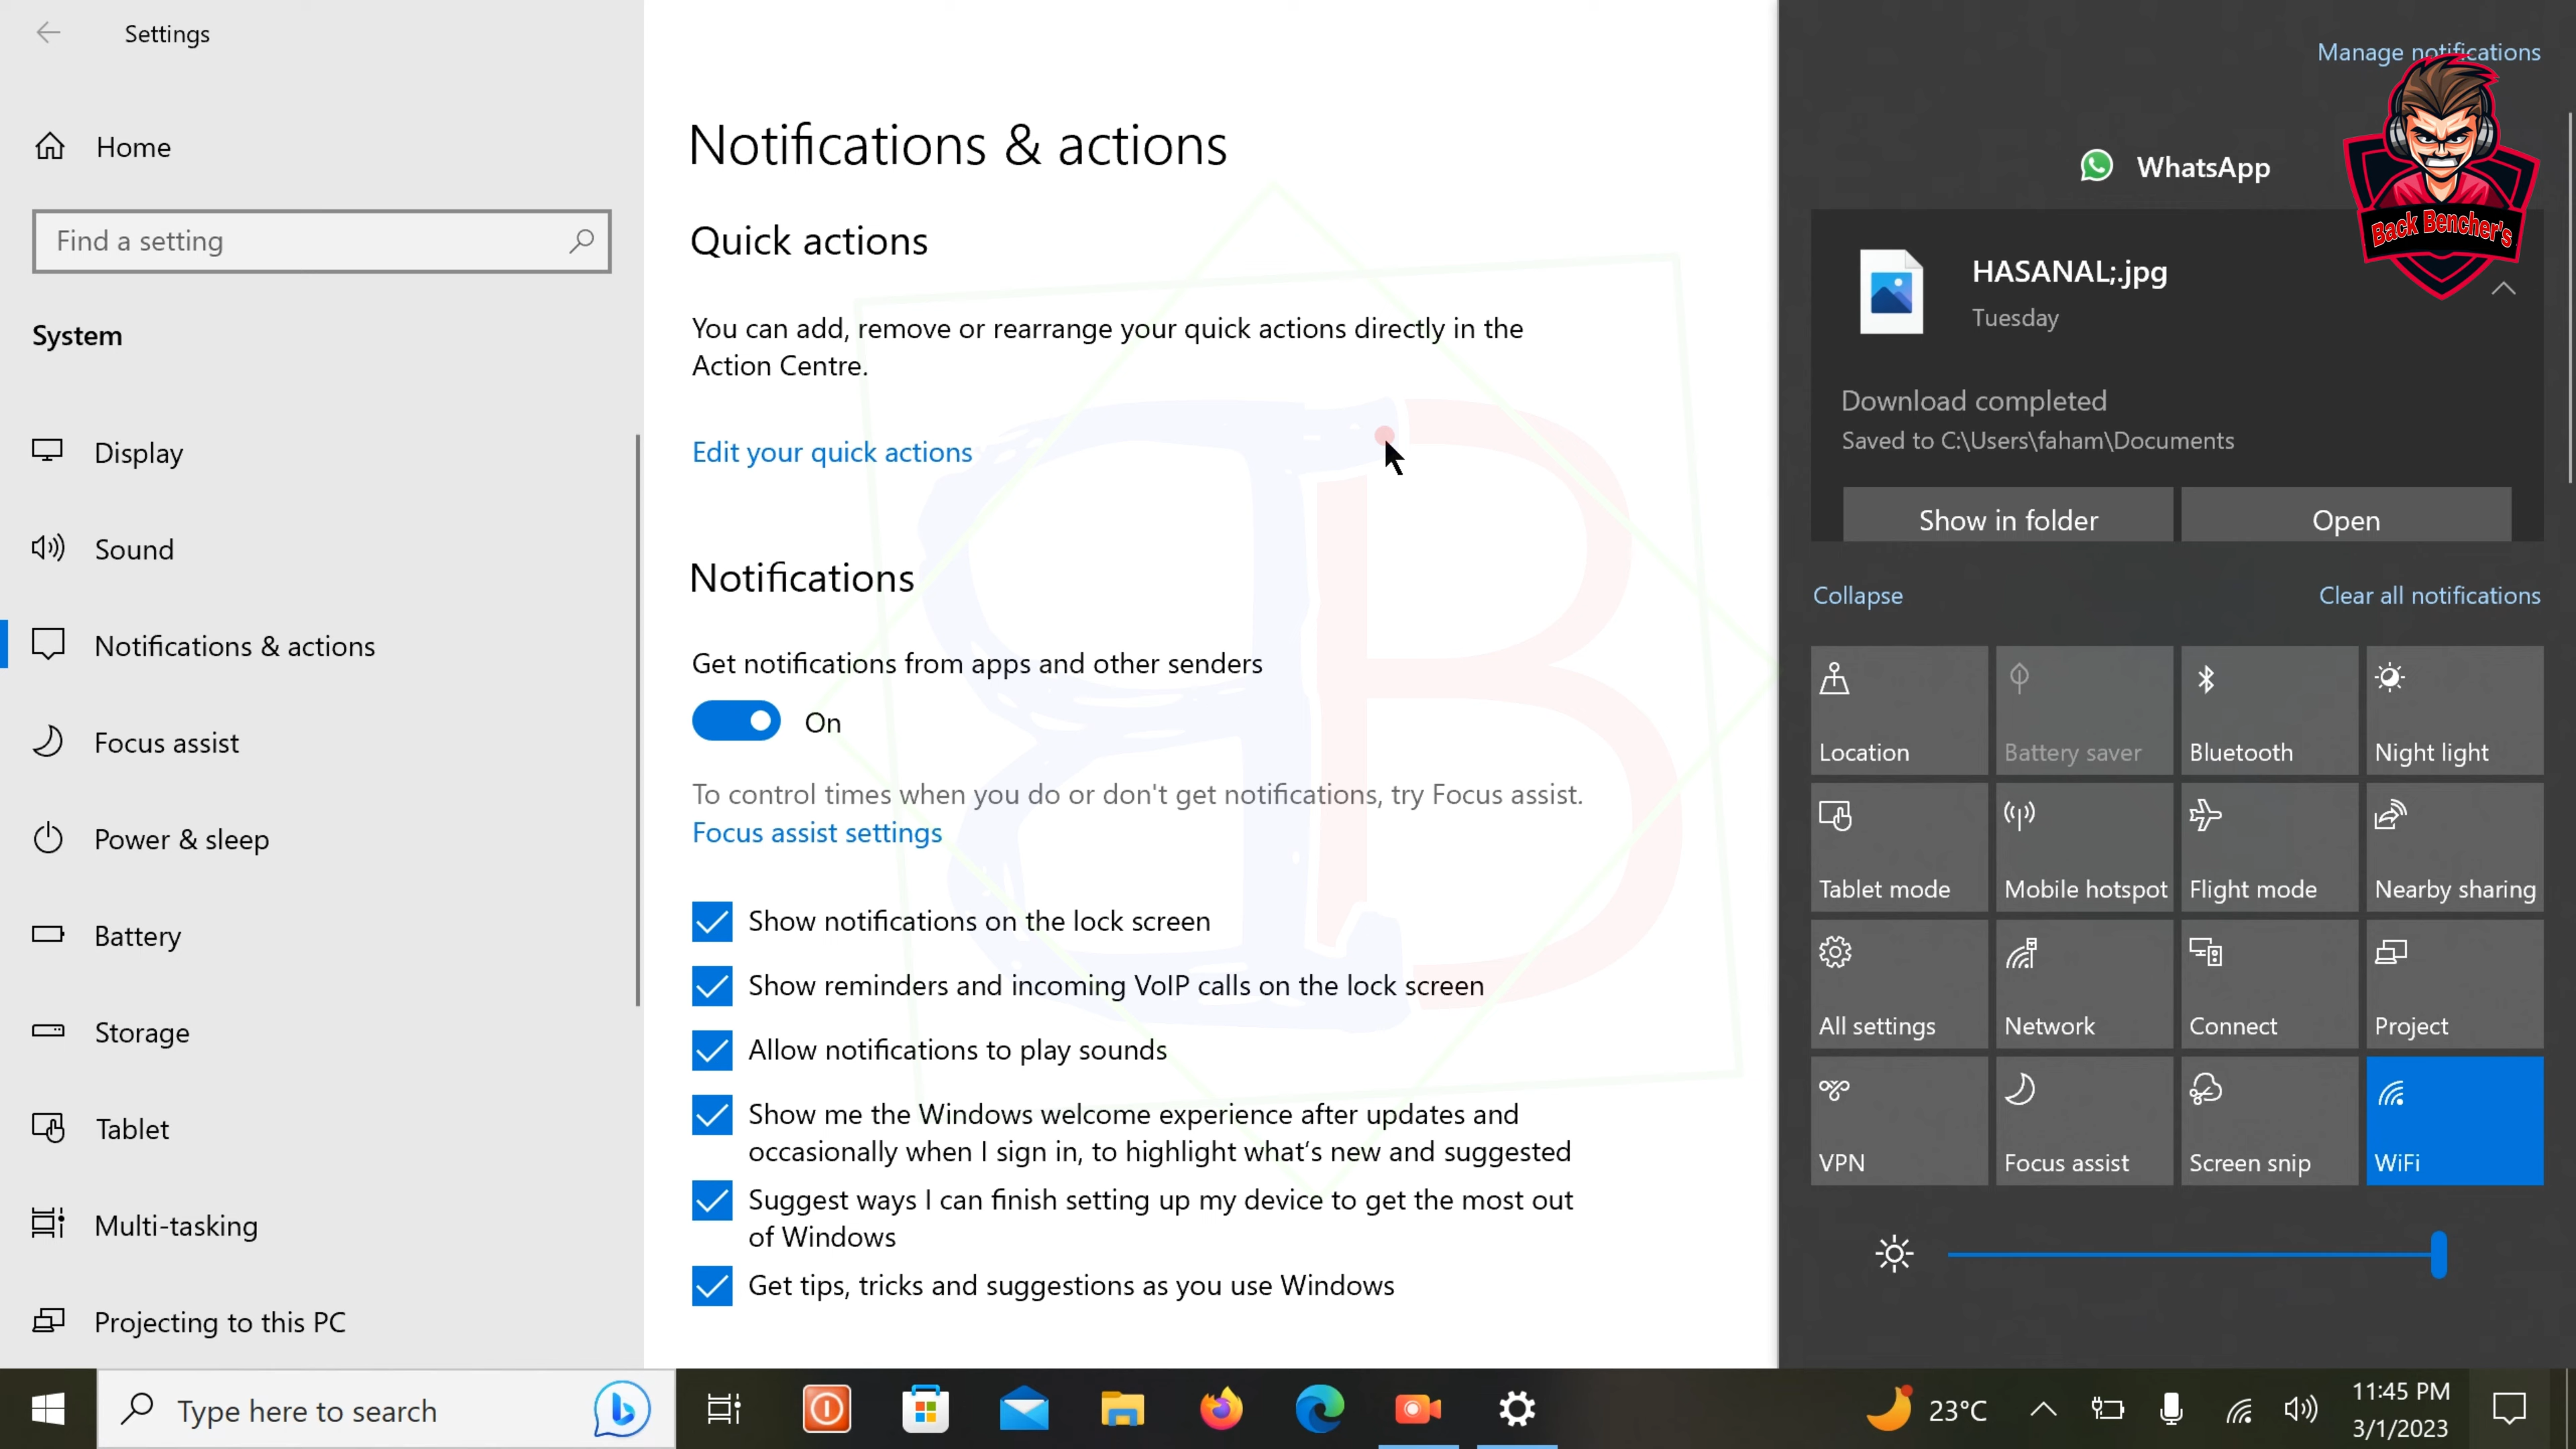 Settings
Home
Find a setting
System
Display
Sound
Notifications & actions
Focus assist
Power & sleep
Battery
Storage
Tablet
Multi-tasking
Projecting to this PC
Notifications & actions
Quick actions
You can add, remove or rearrange your quick actions directly in the
Action Centre.
Edit your quick actions
Notifications
Get notifications from apps and other senders
On
To control times when you do or don't get notifications, try Focus assist.
Focus assist settings
Show notifications on the lock screen
Show reminders and incoming VoIP calls on the lock screen
Allow notifications to play sounds
Show me the Windows welcome experience after updates and
occasionally when I sign in, to highlight what's new and suggested
Suggest ways I can finish setting up my device to get the most out
of Windows
Get tips, tricks and suggestions as you use Windows
Manage notifications
WhatsApp
Back Bencher's
HASANAL;.jpg
Tuesday
Download completed
Saved to C:\Users\faham\Documents
Show in folder Open
Collapse Clear all notifications
Location Battery saver Bluetooth Night light
Tablet mode Mobile hotspot Flight mode Nearby sharing
All settings Network Connect Project
VPN Focus assist Screen snip WiFi
Type here to search
23°C
11:45 PM
3/1/2023